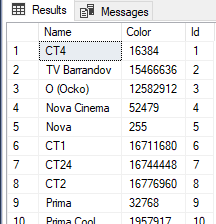 Results Messages
Name Color Id
1 CT4 16384 1
2 TV Barrandov 15466636 2
3 O (Ocko) 12582912 3
4 Nova Cinema 52479 4
5 Nova 255 5
6 CT1 16711680 6
7 CT24 16744448 7
8 CT2 16776960 8
9 Prima 32768 9
10 Prima Cool 1957917 10